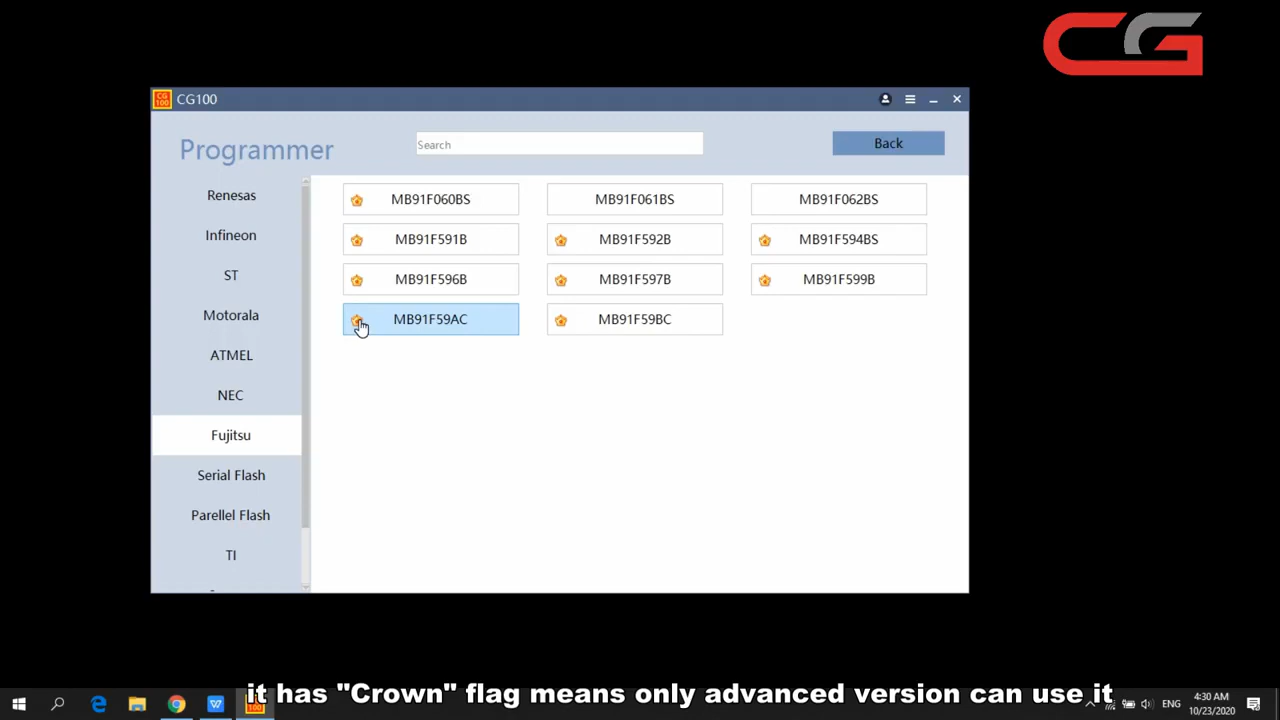 CG
CG100
Programmer
Search
Back
Renesas
Infineon
ST
Motorala
ATMEL
NEC
Fujitsu
Serial Flash
Parellel Flash
TI
MB91F060BS
MB91F061BS
MB91F062BS
MB91F591B
MB91F592B
MB91F594BS
MB91F596B
MB91F597B
MB91F599B
MB91F59AC
MB91F59BC
it has "Crown" flag means only advanced version can use it
ENG
4:30 AM
10/23/2020